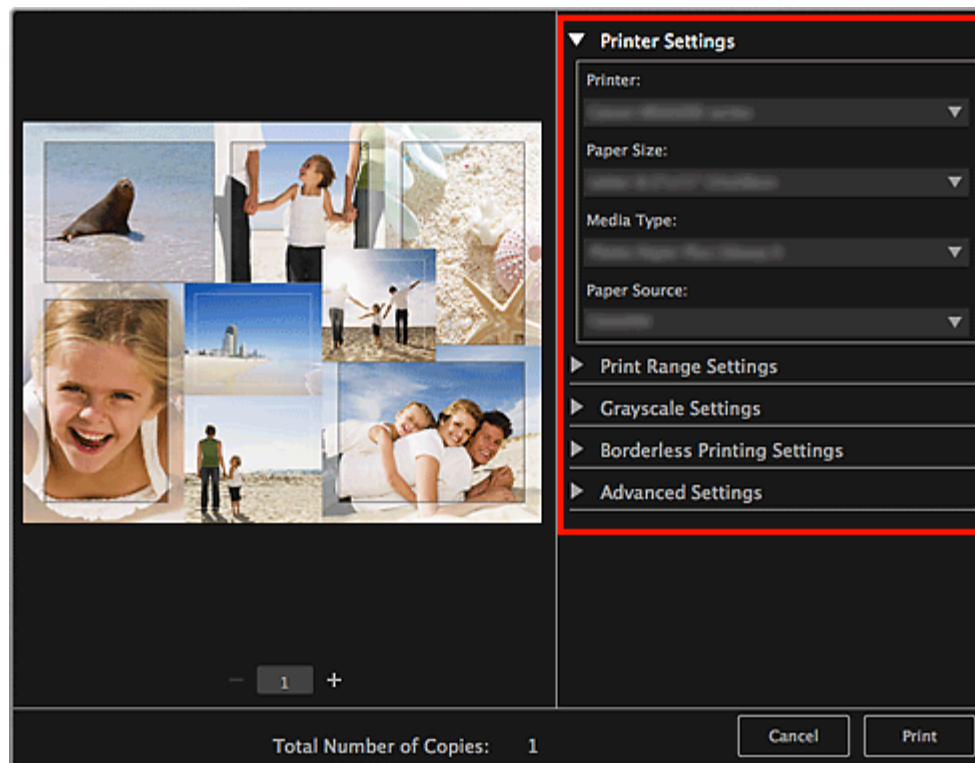 Printer Settings
Printer:
Paper Size:
Media Type:
Paper Source:
Print Range Settings
Grayscale Settings
Borderless Printing Settings
Advanced Settings
− 1 +
Total Number of Copies: 1
Cancel
Print